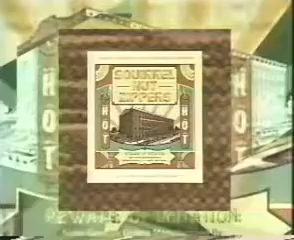 SQUIRREL
NUT
ZIPPERS
HOT
HOT
HOT
HOT
BEWARE OF IMITATION